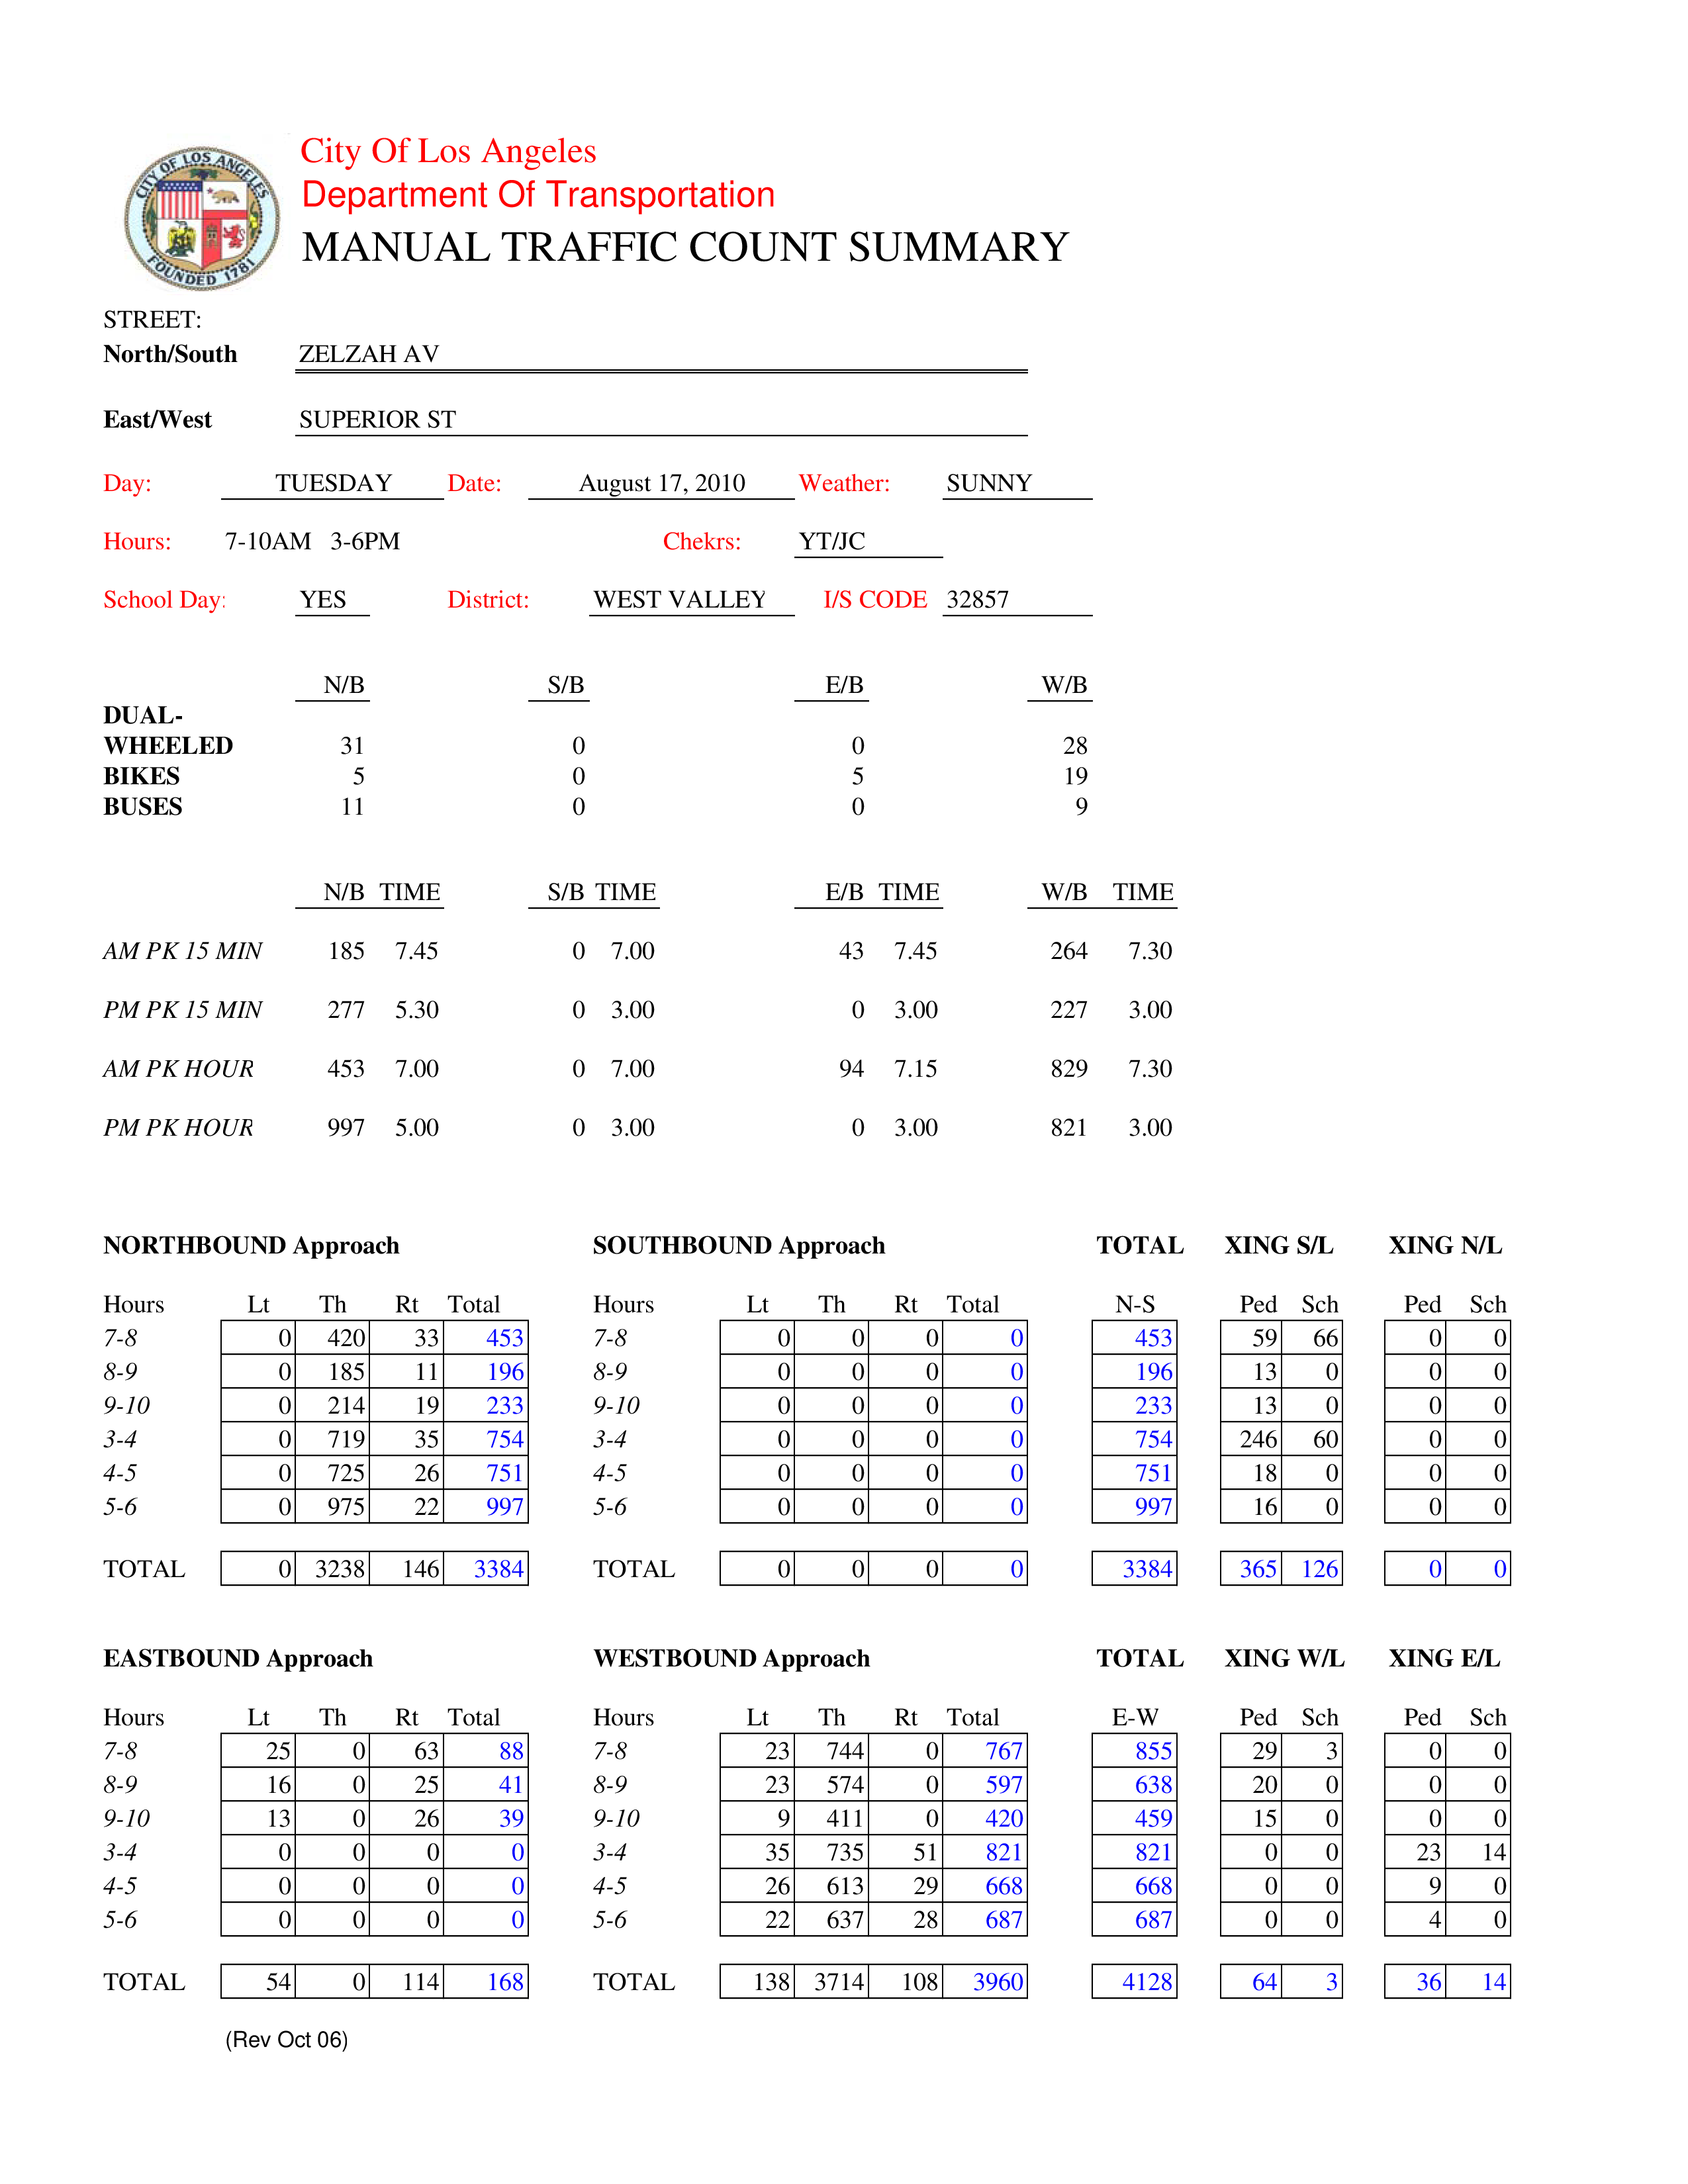 CITY OF LOS ANGELES
FOUNDED 1781
City Of Los Angeles
Department Of Transportation
MANUAL TRAFFIC COUNT SUMMARY
STREET:
North/South ZELZAH AV
East/West SUPERIOR ST
Day: TUESDAY Date: August 17, 2010 Weather: SUNNY
Hours: 7-10AM 3-6PM Chekrs: YT/JC
School Day: YES District: WEST VALLEY I/S CODE 32857
N/B S/B E/B W/B
DUAL-
WHEELED 31 0 0 28
BIKES 5 0 5 19
BUSES 11 0 0 9
N/B TIME S/B TIME E/B TIME W/B TIME
AM PK 15 MIN 185 7.45 0 7.00 43 7.45 264 7.30
PM PK 15 MIN 277 5.30 0 3.00 0 3.00 227 3.00
AM PK HOUR 453 7.00 0 7.00 94 7.15 829 7.30
PM PK HOUR 997 5.00 0 3.00 0 3.00 821 3.00
NORTHBOUND Approach SOUTHBOUND Approach TOTAL XING S/L XING N/L
Hours Lt Th Rt Total Hours Lt Th Rt Total N-S Ped Sch Ped Sch
7-8 0 420 33 453 7-8 0 0 0 0 453 59 66 0 0
8-9 0 185 11 196 8-9 0 0 0 0 196 13 0 0 0
9-10 0 214 19 233 9-10 0 0 0 0 233 13 0 0 0
3-4 0 719 35 754 3-4 0 0 0 0 754 246 60 0 0
4-5 0 725 26 751 4-5 0 0 0 0 751 18 0 0 0
5-6 0 975 22 997 5-6 0 0 0 0 997 16 0 0 0
TOTAL 0 3238 146 3384 TOTAL 0 0 0 0 3384 365 126 0 0
EASTBOUND Approach WESTBOUND Approach TOTAL XING W/L XING E/L
Hours Lt Th Rt Total Hours Lt Th Rt Total E-W Ped Sch Ped Sch
7-8 25 0 63 88 7-8 23 744 0 767 855 29 3 0 0
8-9 16 0 25 41 8-9 23 574 0 597 638 20 0 0 0
9-10 13 0 26 39 9-10 9 411 0 420 459 15 0 0 0
3-4 0 0 0 0 3-4 35 735 51 821 821 0 0 23 14
4-5 0 0 0 0 4-5 26 613 29 668 668 0 0 9 0
5-6 0 0 0 0 5-6 22 637 28 687 687 0 0 4 0
TOTAL 54 0 114 168 TOTAL 138 3714 108 3960 4128 64 3 36 14
(Rev Oct 06)